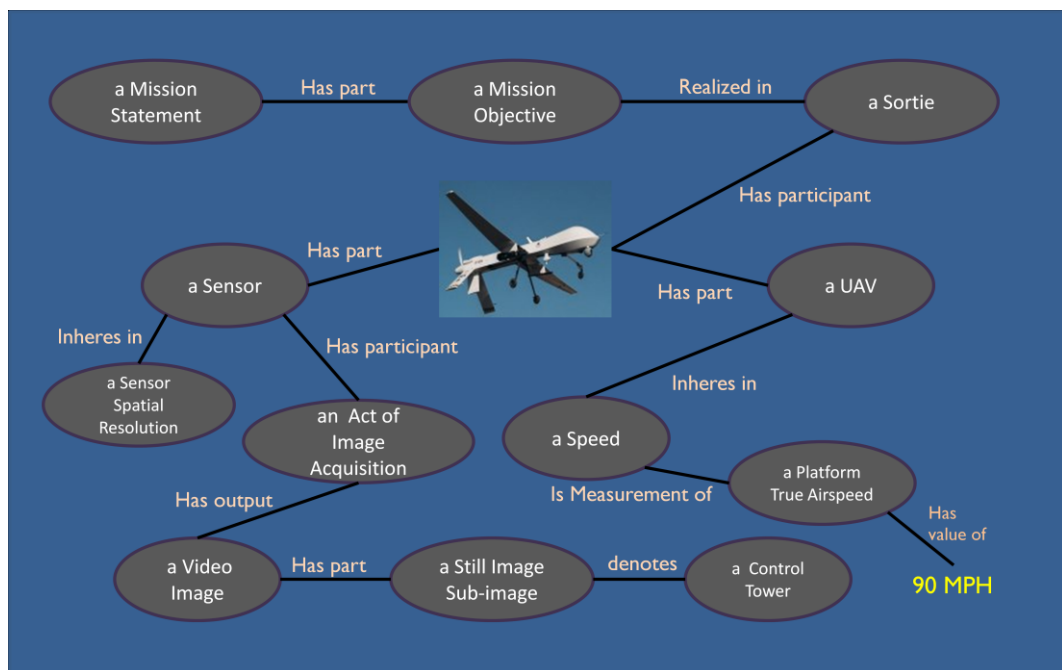 a Mission
Statement
Has part
a Mission
Objective
Realized in
a Sortie
Has participant
Has part
a Sensor
Has part
a UAV
Inheres in
Has participant
a Sensor
Spatial
Resolution
Inheres in
an Act of
Image
Acquisition
a Speed
a Platform
True Airspeed
Is Measurement of
Has output
Has
value of
a Video
Image
Has part
a Still Image
Sub-image
denotes
a Control
Tower
90 MPH